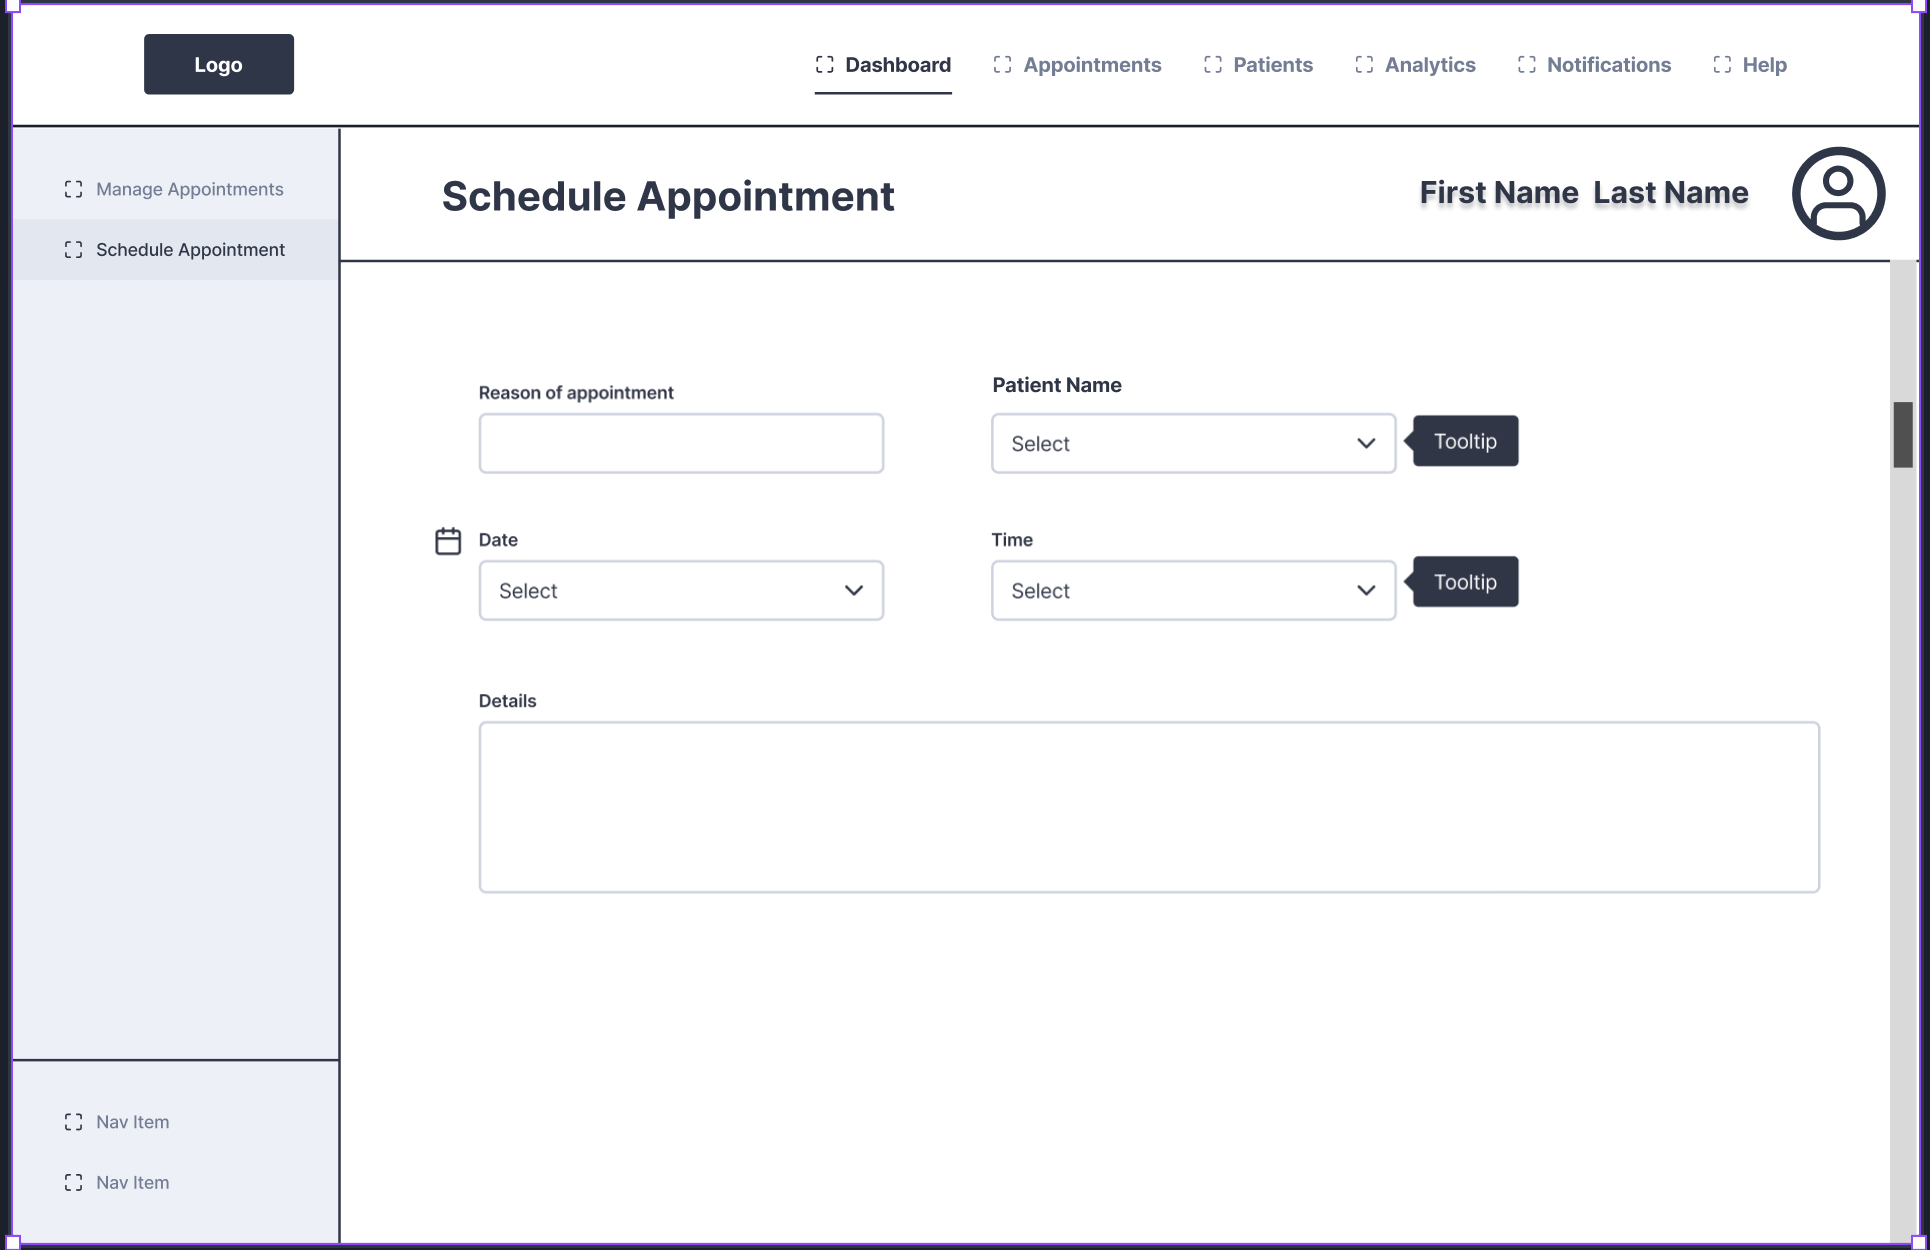 Logo
Dashboard Appointments Patients Analytics Notifications Help
Manage Appointments
Schedule Appointment
Schedule Appointment
First Name Last Name
Reason of appointment
Patient Name
Select
Tooltip
Date
Time
Select
Select
Tooltip
Details
Nav Item
Nav Item